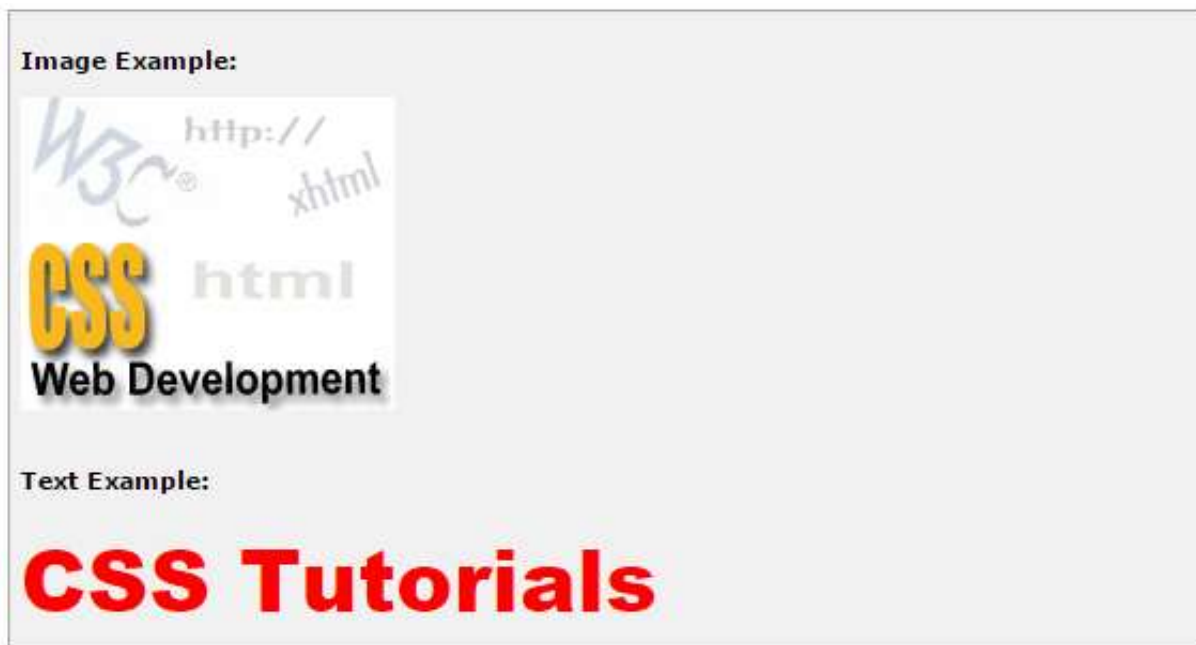 Image Example:
W3C®
http://
xhtml
CSS
html
Web Development
Text Example:
CSS Tutorials